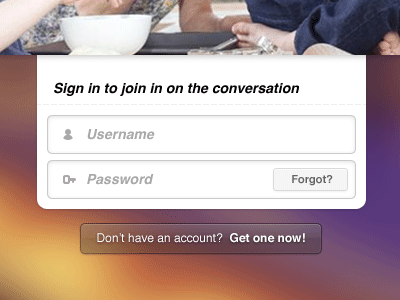 Sign in to join in on the conversation
Username
Password
Forgot?
Don't have an account? Get one now!